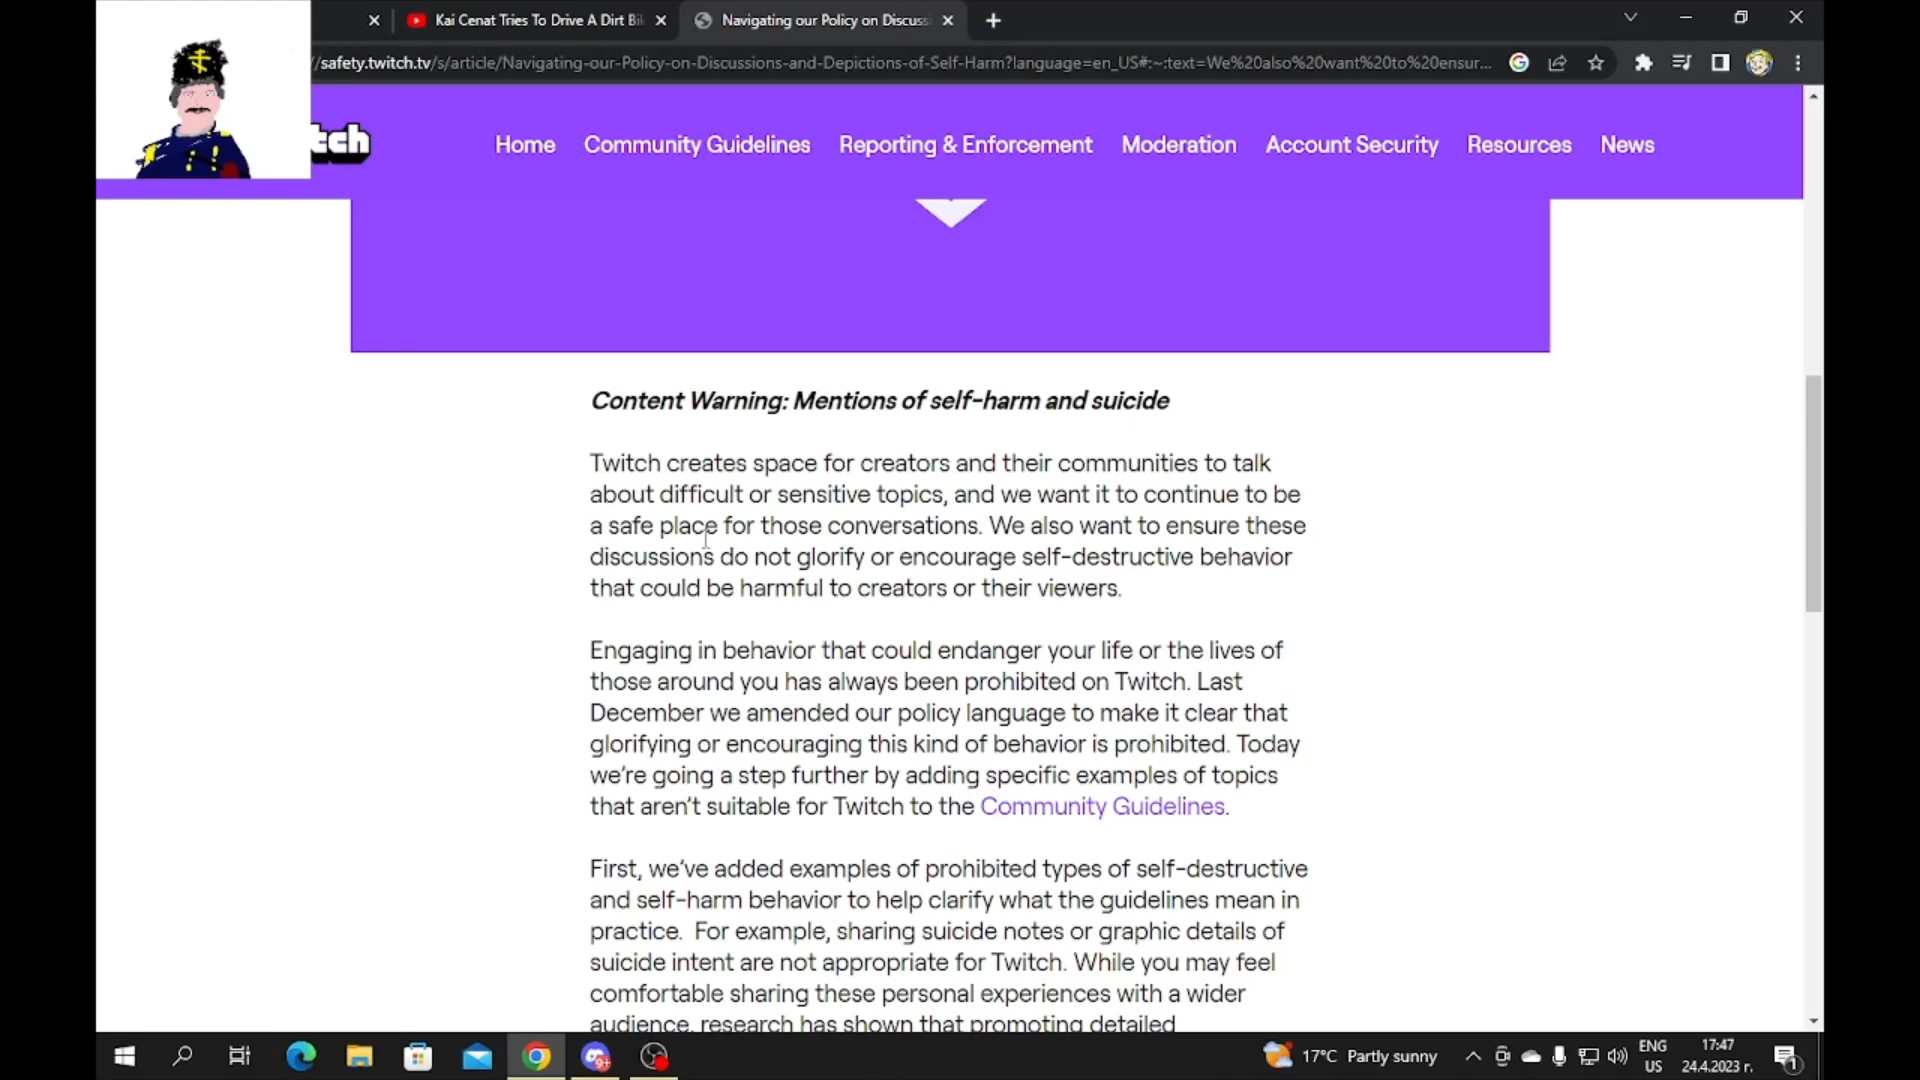 Kai Cenat Tries To Drive A Dirt Bi
Navigating our Policy on Discuss
//safety.twitch.tv/s/article/Navigating-our-Policy-on-Discussions-and-Depictions-of-Self-Harm?language=en_US#:~:text=We%20also%20want%20to%20ensur...
tch
Home
Community Guidelines
Reporting & Enforcement
Moderation
Account Security
Resources
News
Content Warning: Mentions of self-harm and suicide
Twitch creates space for creators and their communities to talk
about difficult or sensitive topics, and we want it to continue to be
a safe place for those conversations. We also want to ensure these
discussions do not glorify or encourage self-destructive behavior
that could be harmful to creators or their viewers.
Engaging in behavior that could endanger your life or the lives of
those around you has always been prohibited on Twitch. Last
December we amended our policy language to make it clear that
glorifying or encouraging this kind of behavior is prohibited. Today
we're going a step further by adding specific examples of topics
that aren't suitable for Twitch to the Community Guidelines.
First, we've added examples of prohibited types of self-destructive
and self-harm behavior to help clarify what the guidelines mean in
practice.  For example, sharing suicide notes or graphic details of
suicide intent are not appropriate for Twitch. While you may feel
comfortable sharing these personal experiences with a wider
audience, research has shown that promoting detailed
9+
17°C Partly sunny
ENG
US
17:47
24.4.2023 г.
1